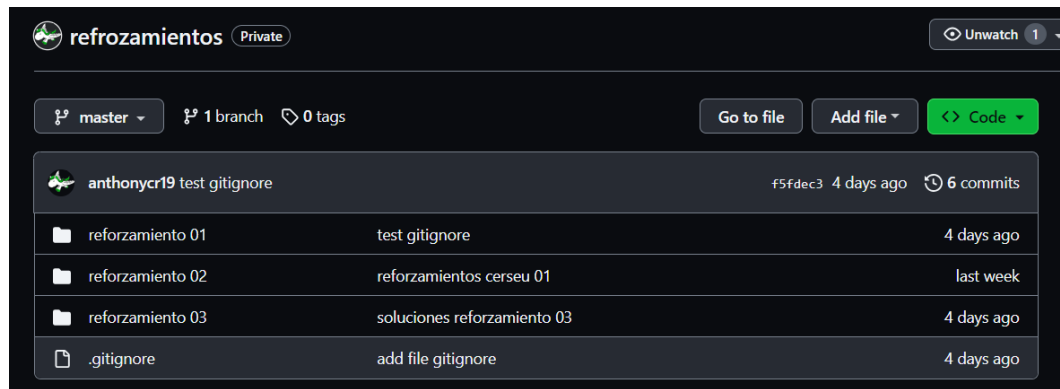 refrozamientos Private Unwatch 1
master 1 branch 0 tags Go to file Add file <> Code
anthonycr19 test gitignore f5fdec3 4 days ago 6 commits
reforzamiento 01 test gitignore 4 days ago
reforzamiento 02 reforzamientos cerseu 01 last week
reforzamiento 03 soluciones reforzamiento 03 4 days ago
.gitignore add file gitignore 4 days ago